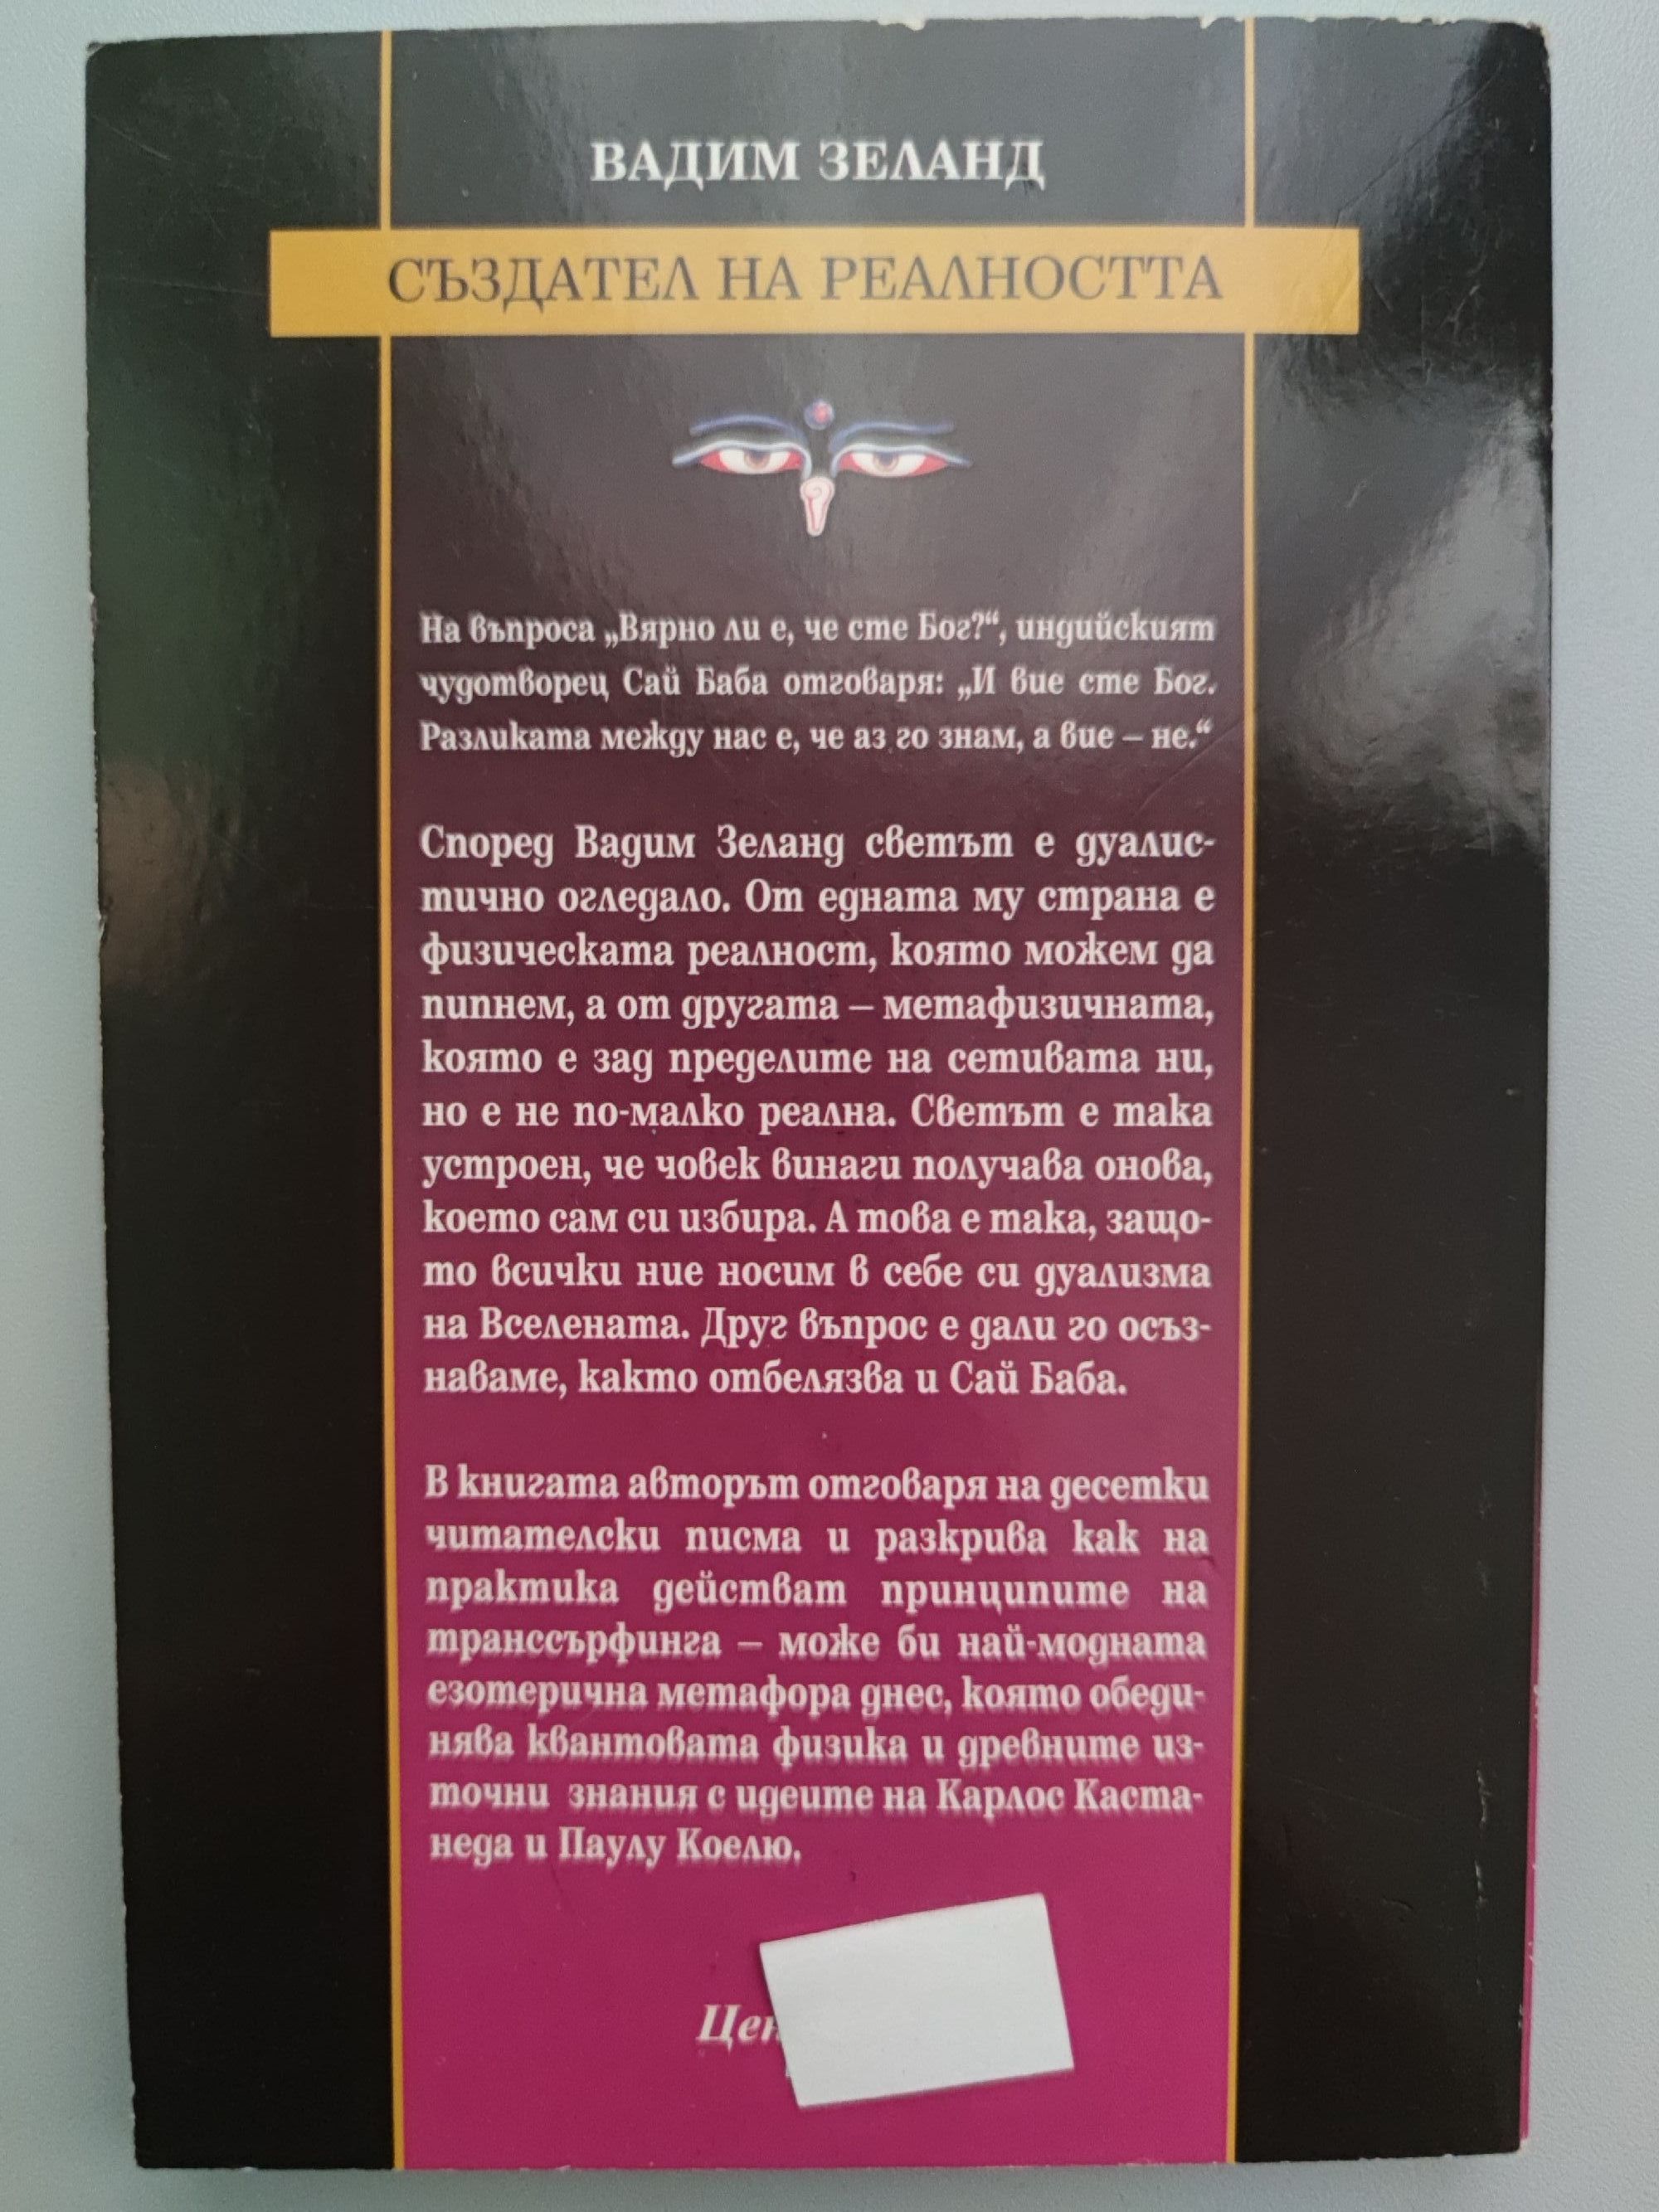 ВАДИМ ЗЕЛАНД
СЪЗДАТЕЛ НА РЕАЛНОСТТА
На въпроса „Вярно ли е, че сте Бог?“, индийският
чудотворец Сай Баба отговаря: „И вие сте Бог.
Разликата между нас е, че аз го знам, а вие – не.“
Според Вадим Зеланд светът е дуалис-
тично огледало. От едната му страна е
физическата реалност, която можем да
пипнем, а от другата – метафизичната,
която е зад пределите на сетивата ни,
но е не по-малко реална. Светът е така
устроен, че човек винаги получава онова,
което сам си избира. А това е така, защо-
то всички ние носим в себе си дуализма
на Вселената. Друг въпрос е дали го осъз-
наваме, както отбелязва и Сай Баба.
В книгата авторът отговаря на десетки
читателски писма и разкрива как на
практика действат принципите на
транссърфинга – може би най-модната
езотерична метафора днес, която обеди-
нява квантовата физика и древните из-
точни знания с идеите на Карлос Каста-
неда и Паулу Коелю.